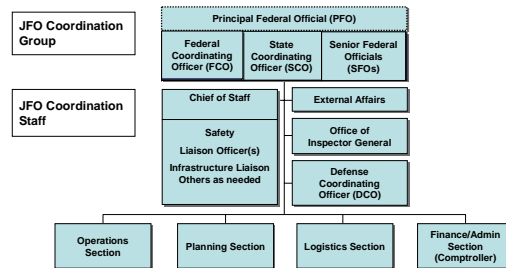 JFO Coordination
Group
Principal Federal Official (PFO)
Federal
Coordinating
Officer (FCO)
State
Coordinating
Officer (SCO)
Senior Federal
Officials
(SFOs)
JFO Coordination
Staff
Chief of Staff
Safety
Liaison Officer(s)
Infrastructure Liaison
Others as needed
External Affairs
Office of
Inspector General
Defense
Coordinating
Officer (DCO)
Operations
Section
Planning Section
Logistics Section
Finance/Admin
Section
(Comptroller)